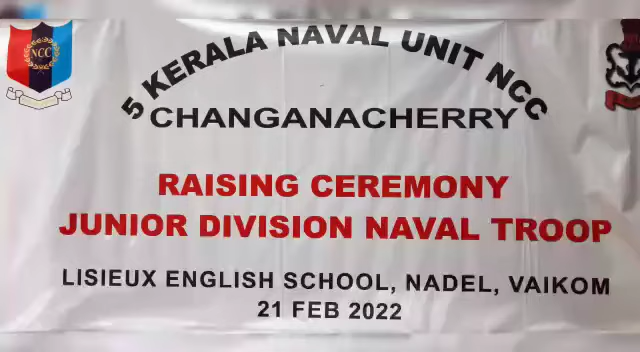 NCC
5 KERALA NAVAL UNIT NCC
CHANGANACHERRY
RAISING CEREMONY
JUNIOR DIVISION NAVAL TROOP
LISIEUX ENGLISH SCHOOL, NADEL, VAIKOM
21 FEB 2022